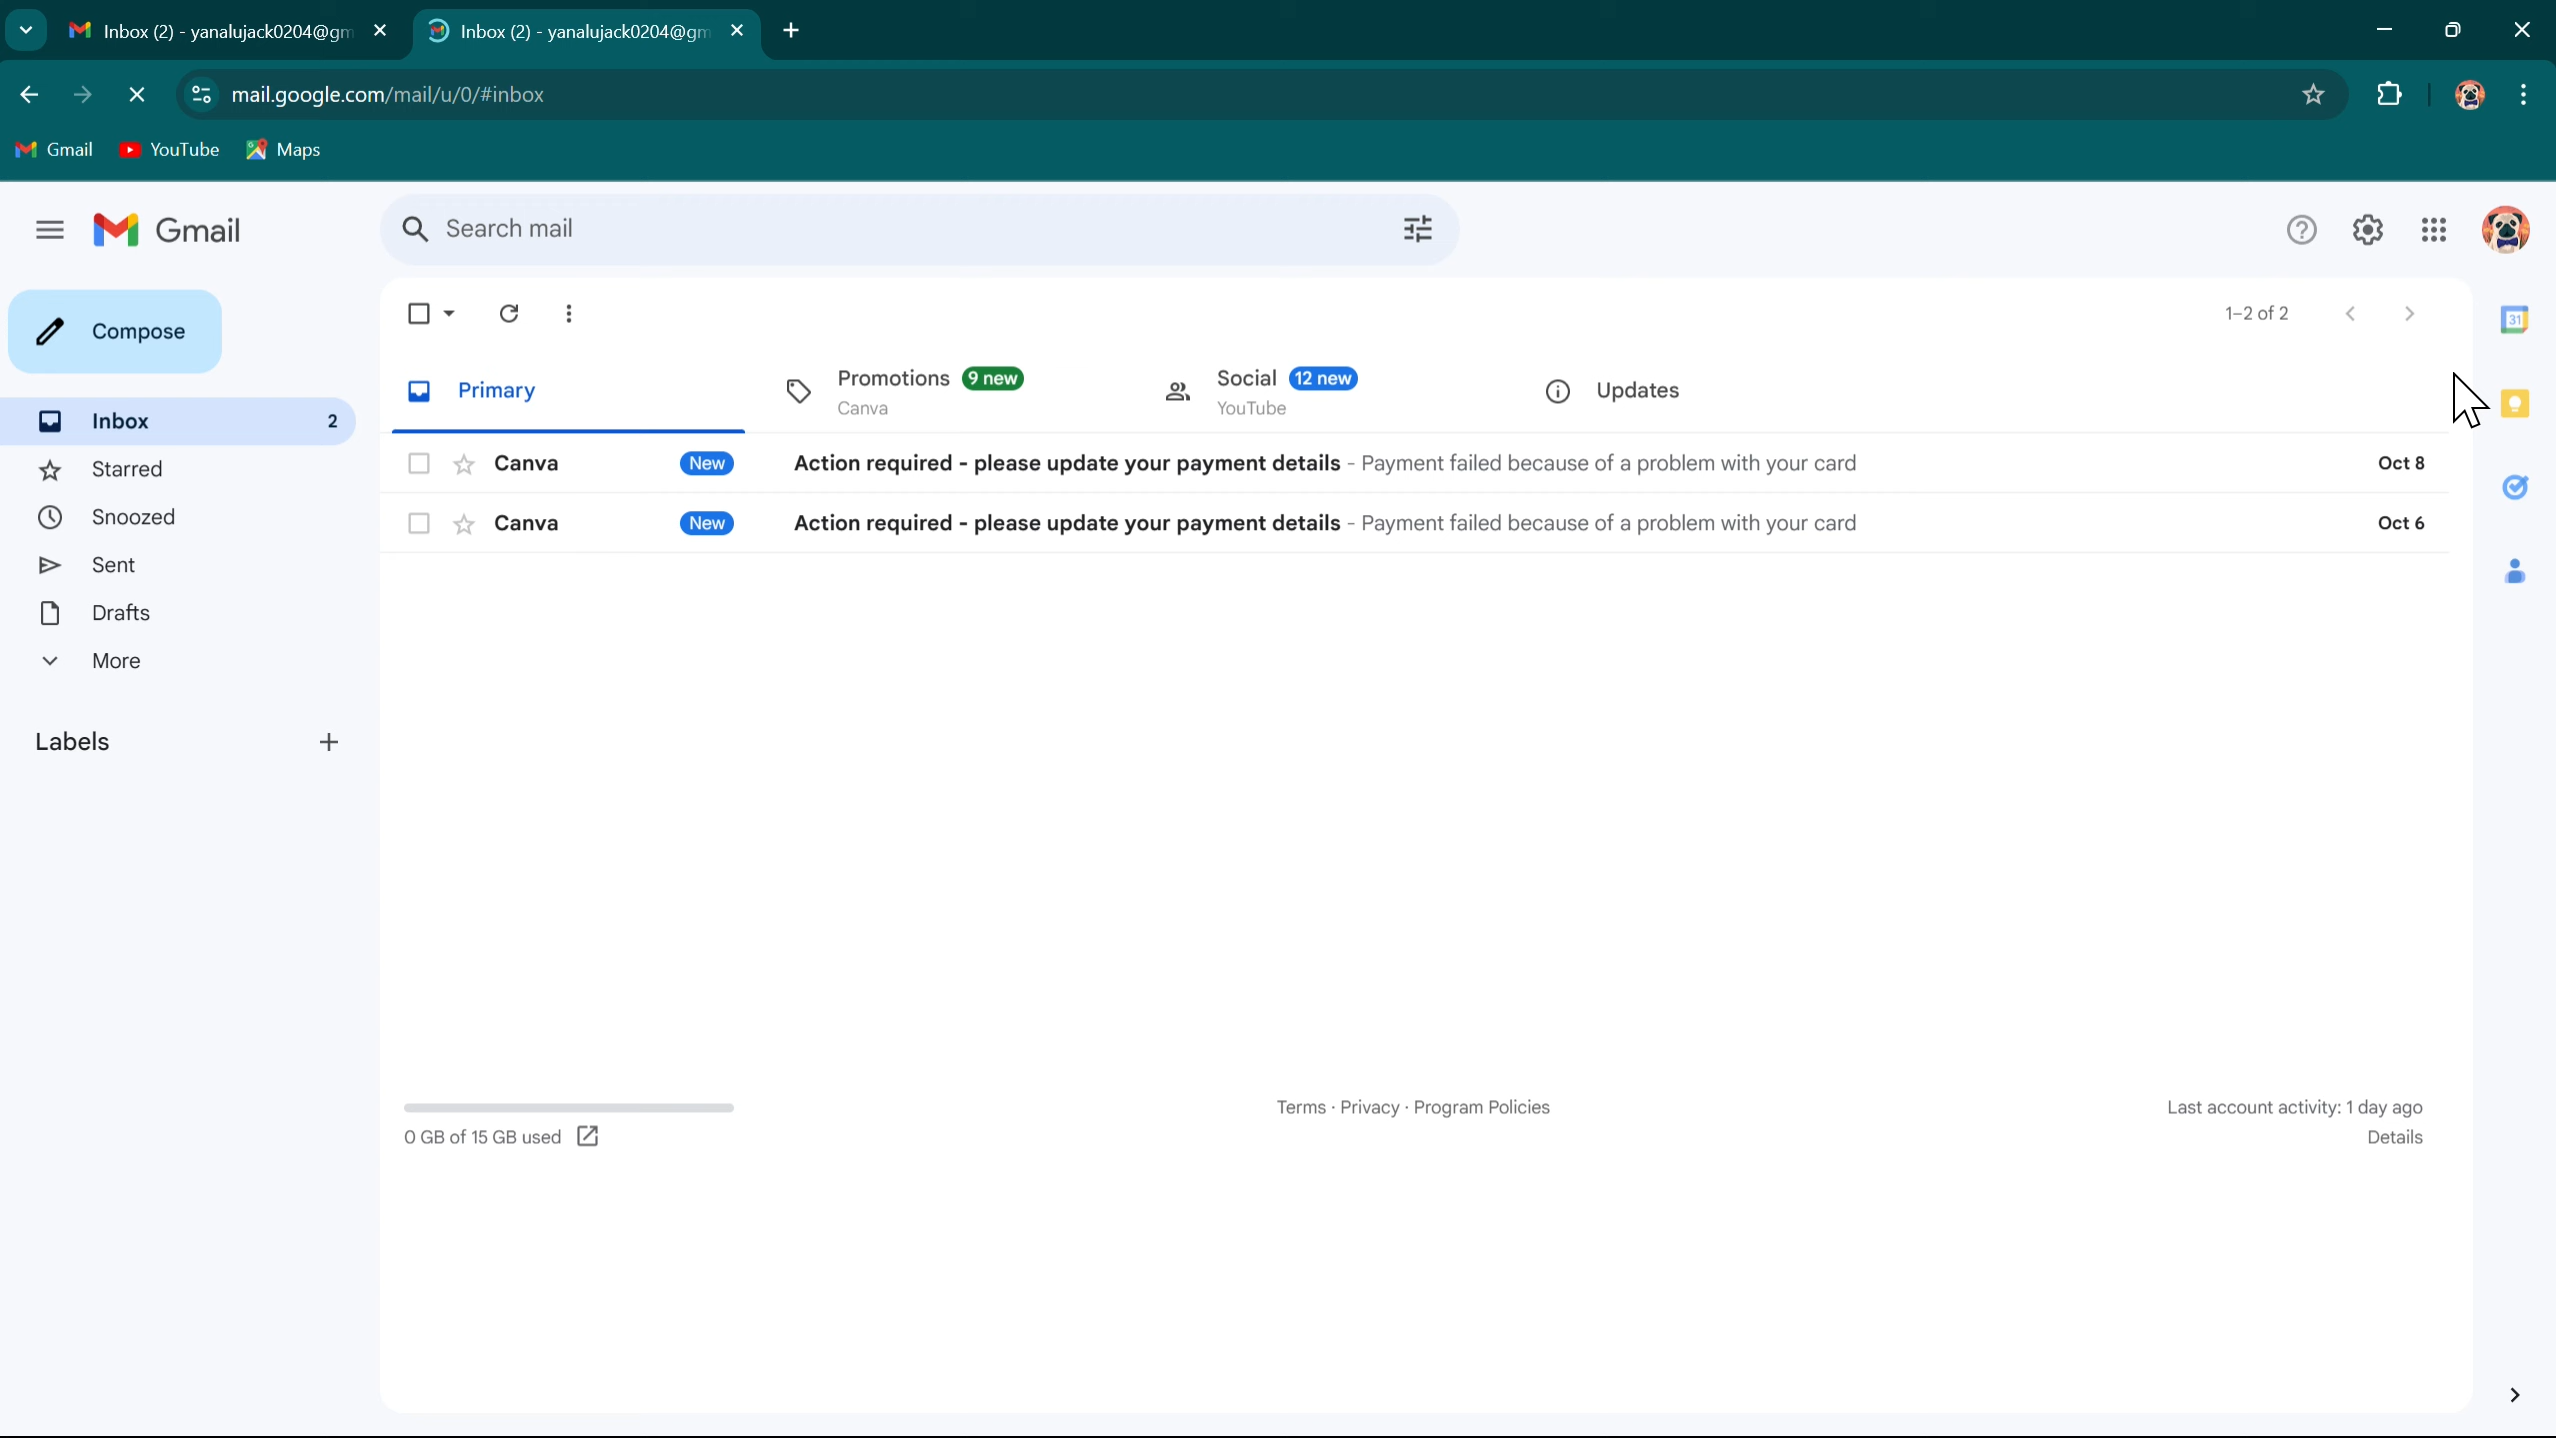 Inbox (2) - yanalujack0204@gm
Inbox (2) - yanalujack0204@gm
mail.google.com/mail/u/0/#inbox
Gmail YouTube Maps
Gmail
Search mail
Compose
1–2 of 2
31
Primary
Promotions 9 new
Canva
Social 12 new
YouTube
Updates
Inbox 2
Starred
Snoozed
Sent
Drafts
More
Labels
Canva New Action required - please update your payment details - Payment failed because of a problem with your card Oct 8
Canva New Action required - please update your payment details - Payment failed because of a problem with your card Oct 6
0 GB of 15 GB used
Terms · Privacy · Program Policies
Last account activity: 1 day ago
Details